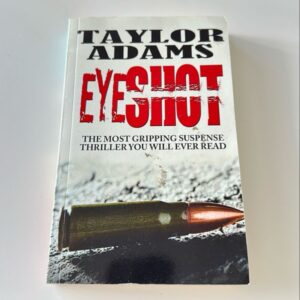 TAYLOR
ADAMS
EYESHOT
THE MOST GRIPPING SUSPENSE
THRILLER YOU WILL EVER READ